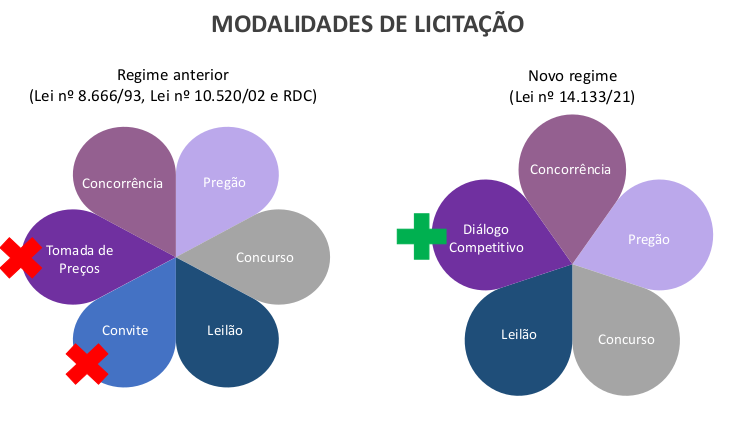 MODALIDADES DE LICITAÇÃO
Regime anterior
(Lei nº 8.666/93, Lei nº 10.520/02 e RDC)
Concorrência
Pregão
Tomada de
Preços
Concurso
Convite
Leilão
Novo regime
(Lei nº 14.133/21)
Concorrência
Diálogo
Competitivo
Pregão
Leilão
Concurso